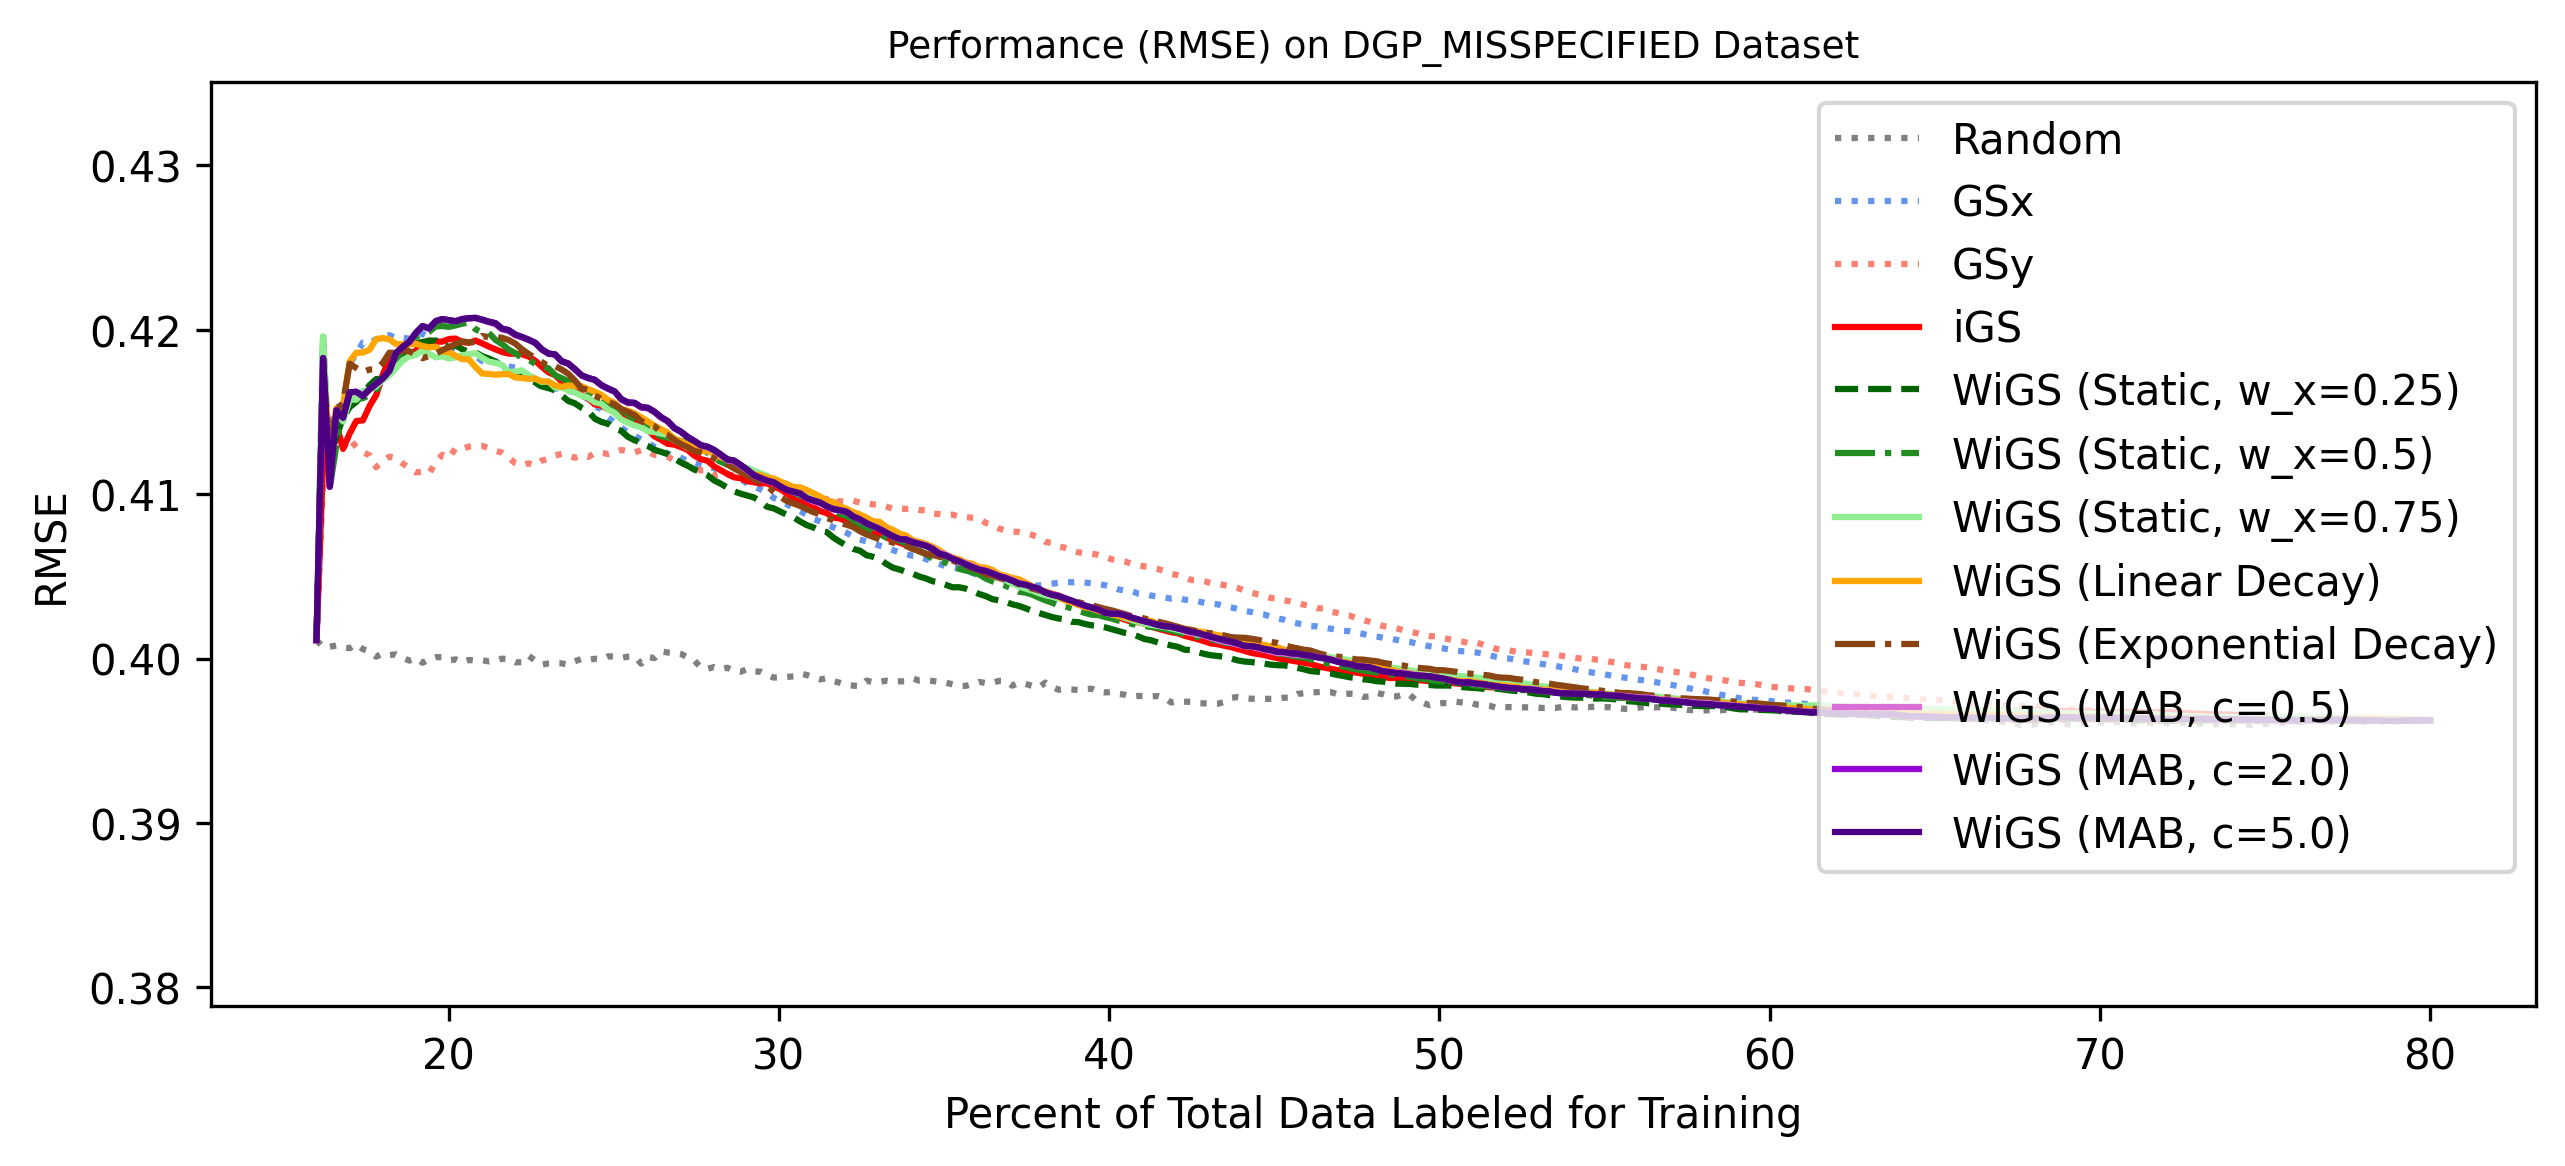 Performance (RMSE) on DGP_MISSPECIFIED Dataset
RMSE
0.43
0.42
0.41
0.40
0.39
0.38
Random
GSx
GSy
iGS
WiGS (Static, w_x=0.25)
WiGS (Static, w_x=0.5)
WiGS (Static, w_x=0.75)
WiGS (Linear Decay)
WiGS (Exponential Decay)
WiGS (MAB, c=0.5)
WiGS (MAB, c=2.0)
WiGS (MAB, c=5.0)
20 30 40 50 60 70 80
Percent of Total Data Labeled for Training